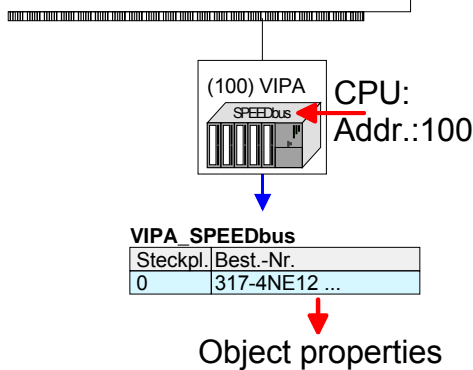 (100) VIPA
SPEEDbus
CPU:
Addr.:100
VIPA_SPEEDbus
Steckpl. Best.-Nr.
0 317-4NE12 ...
Object properties